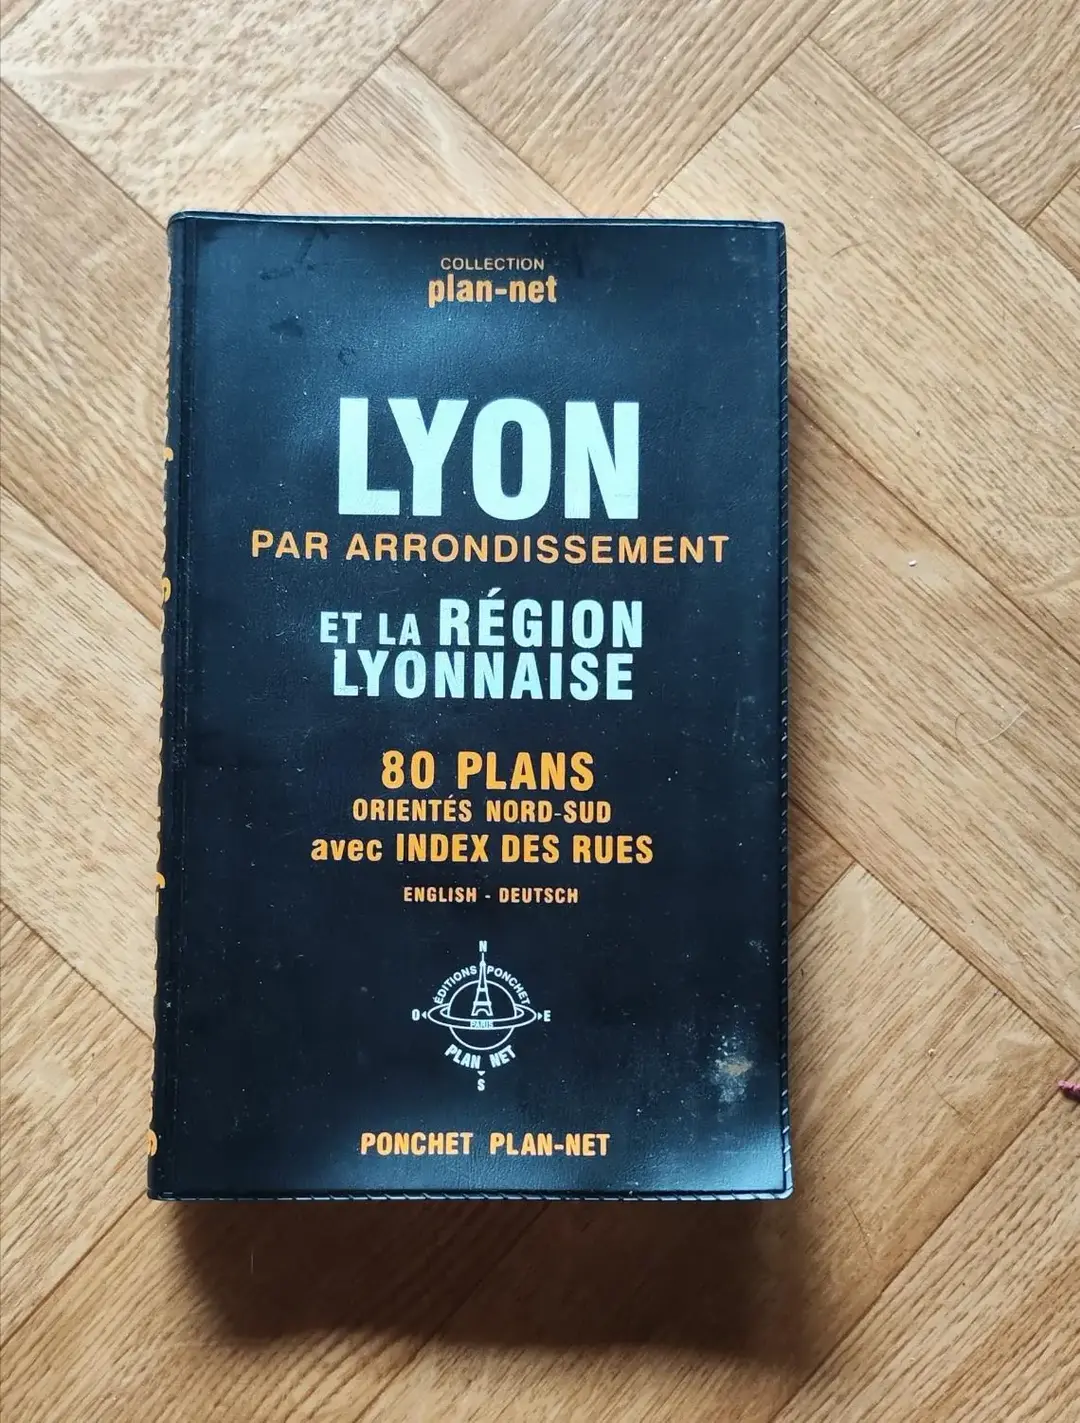 COLLECTION
plan-net
LYON
PAR ARRONDISSEMENT
ET LA RÉGION
LYONNAISE
80 PLANS
ORIENTÉS NORD-SUD
avec INDEX DES RUES
ENGLISH - DEUTSCH
N
ÉDITIONS PONCHET
O E
PARIS
PLAN NET
S
PONCHET PLAN-NET